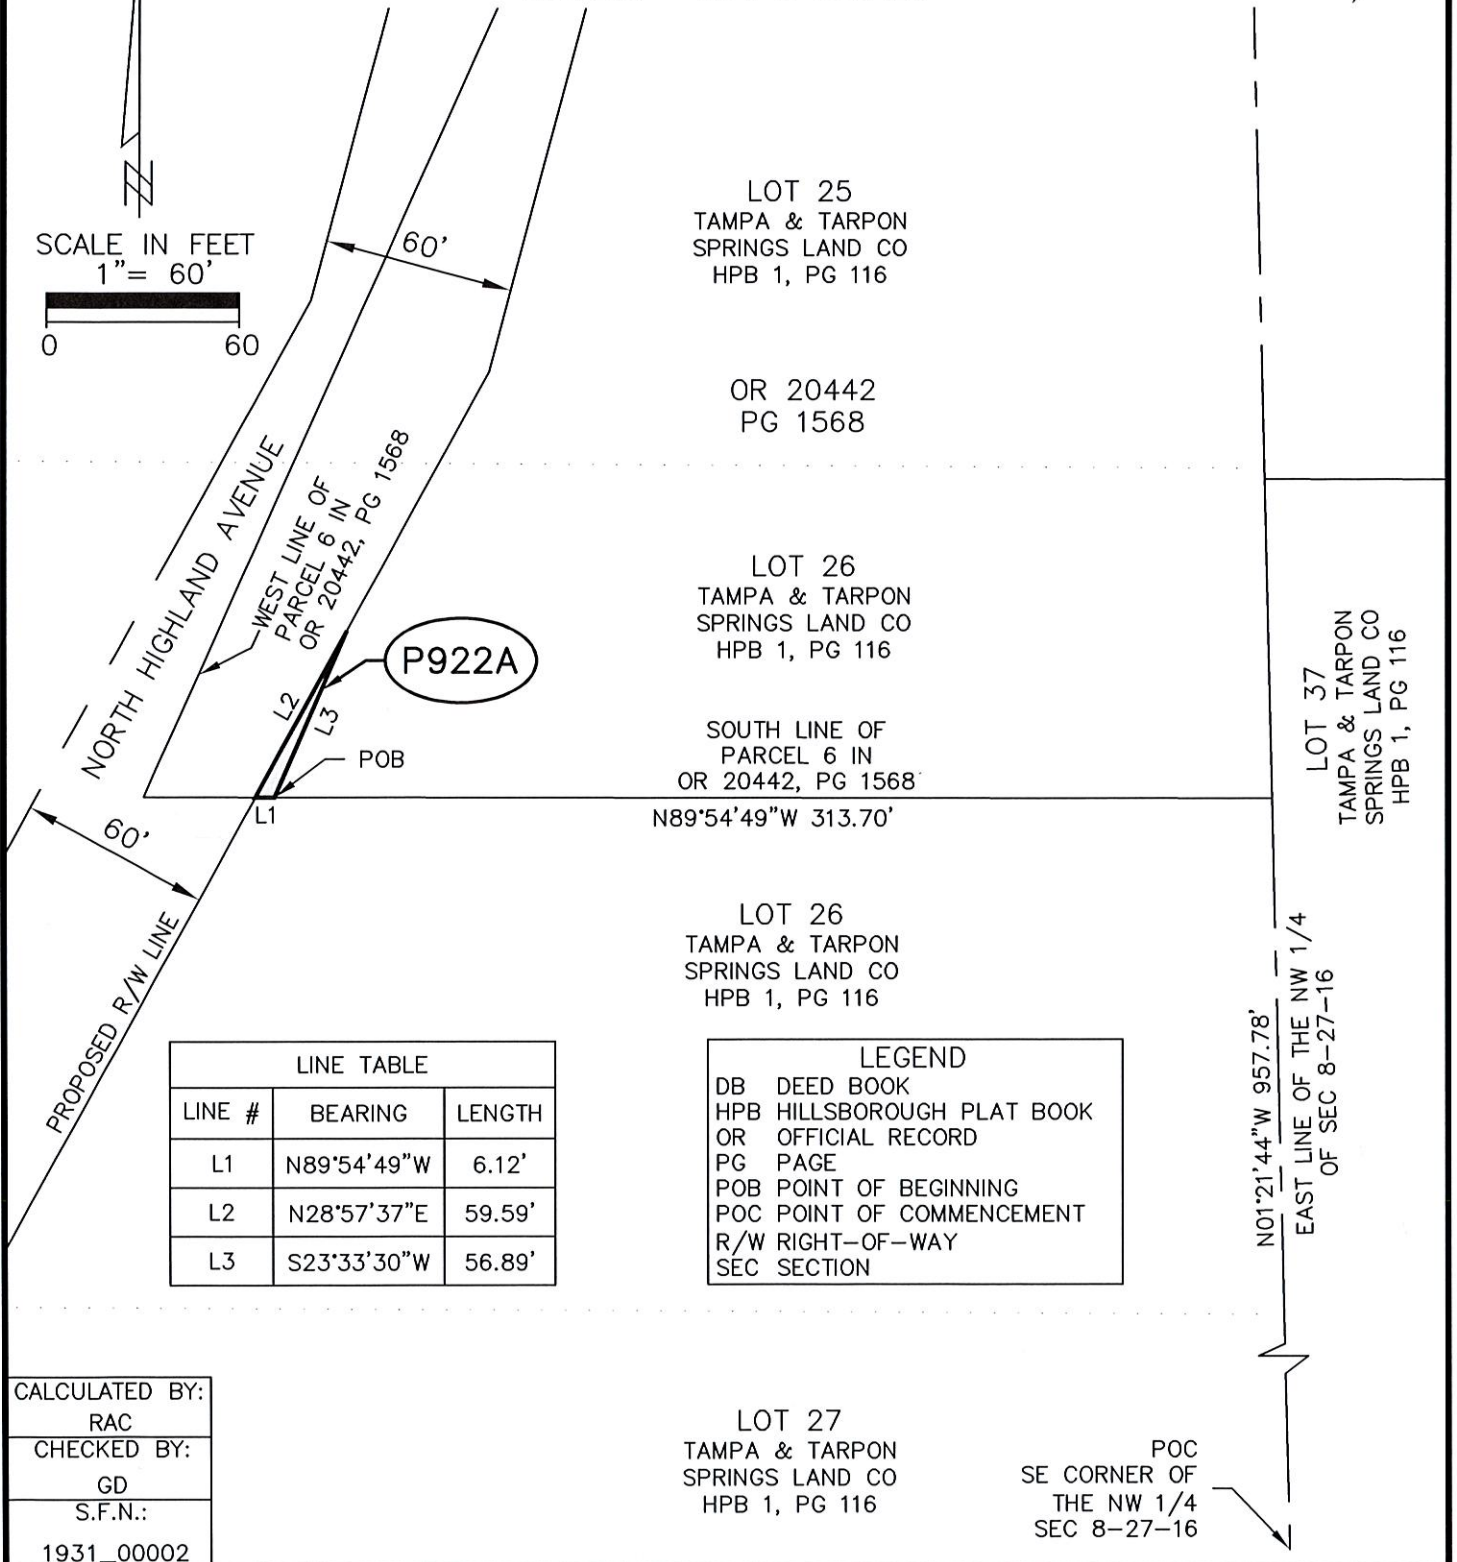 N
SCALE IN FEET
1"= 60'
0 60
60'
LOT 25
TAMPA & TARPON
SPRINGS LAND CO
HPB 1, PG 116
OR 20442
PG 1568
NORTH HIGHLAND AVENUE
WEST LINE OF
PARCEL 6 IN
OR 20442, PG 1568
LOT 26
TAMPA & TARPON
SPRINGS LAND CO
HPB 1, PG 116
P922A
L2
L3
POB
L1
SOUTH LINE OF
PARCEL 6 IN
OR 20442, PG 1568
N89°54'49"W 313.70'
LOT 37
TAMPA & TARPON
SPRINGS LAND CO
HPB 1, PG 116
60'
PROPOSED R/W LINE
LOT 26
TAMPA & TARPON
SPRINGS LAND CO
HPB 1, PG 116
N01°21'44"W 957.78'
EAST LINE OF THE NW 1/4
OF SEC 8-27-16
LINE TABLE
LINE # BEARING LENGTH
L1 N89°54'49"W 6.12'
L2 N28°57'37"E 59.59'
L3 S23°33'30"W 56.89'
LEGEND
DB DEED BOOK
HPB HILLSBOROUGH PLAT BOOK
OR OFFICIAL RECORD
PG PAGE
POB POINT OF BEGINNING
POC POINT OF COMMENCEMENT
R/W RIGHT-OF-WAY
SEC SECTION
CALCULATED BY:
RAC
CHECKED BY:
GD
S.F.N.:
1931_00002
LOT 27
TAMPA & TARPON
SPRINGS LAND CO
HPB 1, PG 116
POC
SE CORNER OF
THE NW 1/4
SEC 8-27-16